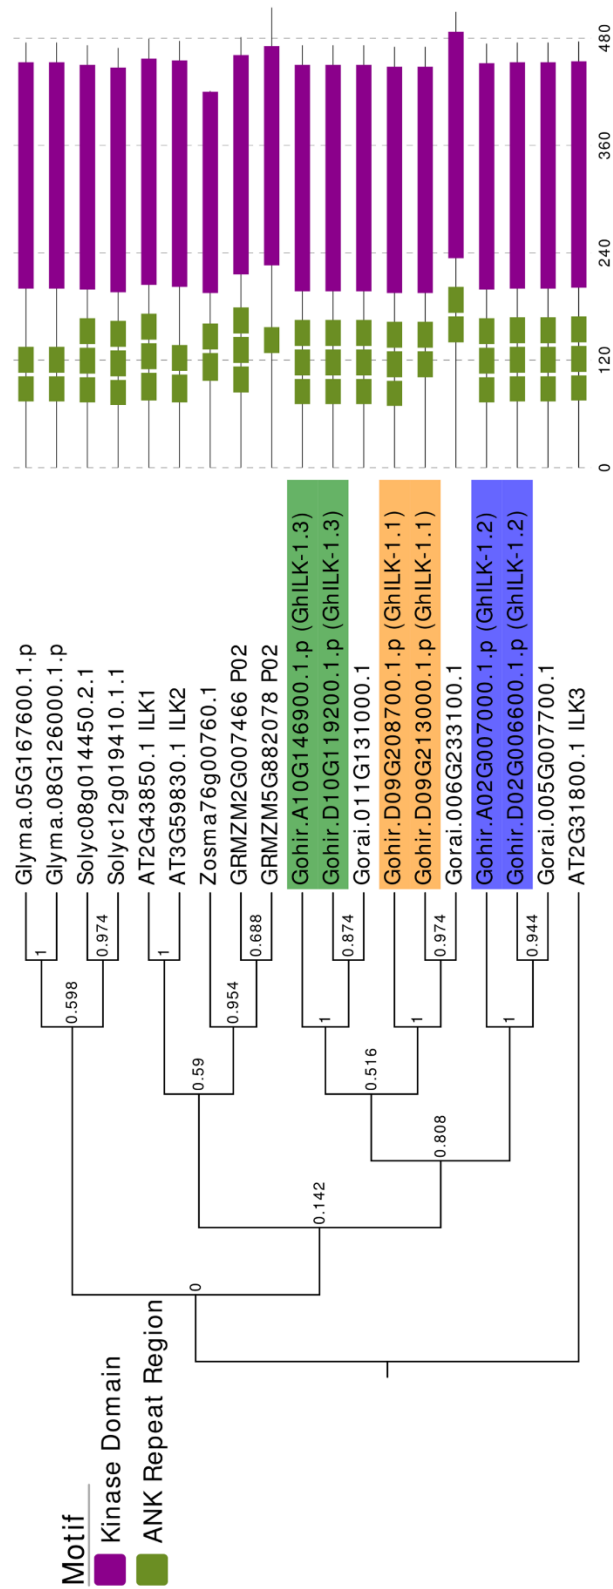 Motif
Kinase Domain
ANK Repeat Region
Glyma.05G167600.1.p
Glyma.08G126000.1.p
Solyc08g014450.2.1
Solyc12g019410.1.1
AT2G43850.1 ILK1
AT3G59830.1 ILK2
Zosma76g00760.1
GRMZM2G007466 P02
GRMZM5G882078 P02
Gohir.A10G146900.1.p (GhILK-1.3)
Gohir.D10G119200.1.p (GhILK-1.3)
Gorai.011G131000.1
Gohir.D09G208700.1.p (GhILK-1.1)
Gohir.D09G213000.1.p (GhILK-1.1)
Gorai.006G233100.1
Gohir.A02G007000.1.p (GhILK-1.2)
Gohir.D02G006600.1.p (GhILK-1.2)
Gorai.005G007700.1
AT2G31800.1 ILK3
1
0.598
0.974
1
0.59
0.954
0.688
0
0.142
1
0.874
0.516
1
0.974
0.808
1
0.944
0
120
240
360
480